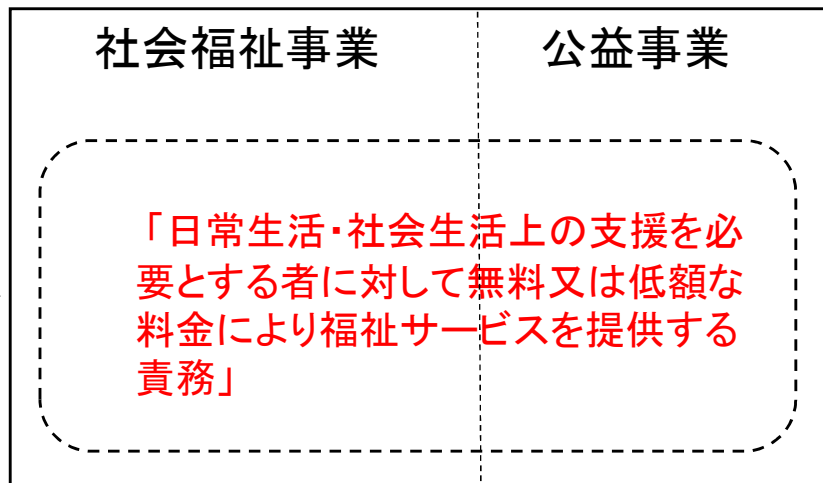 社会福祉事業 公益事業
「日常生活・社会生活上の支援を必
要とする者に対して無料又は低額な
料金により福祉サービスを提供する
責務」